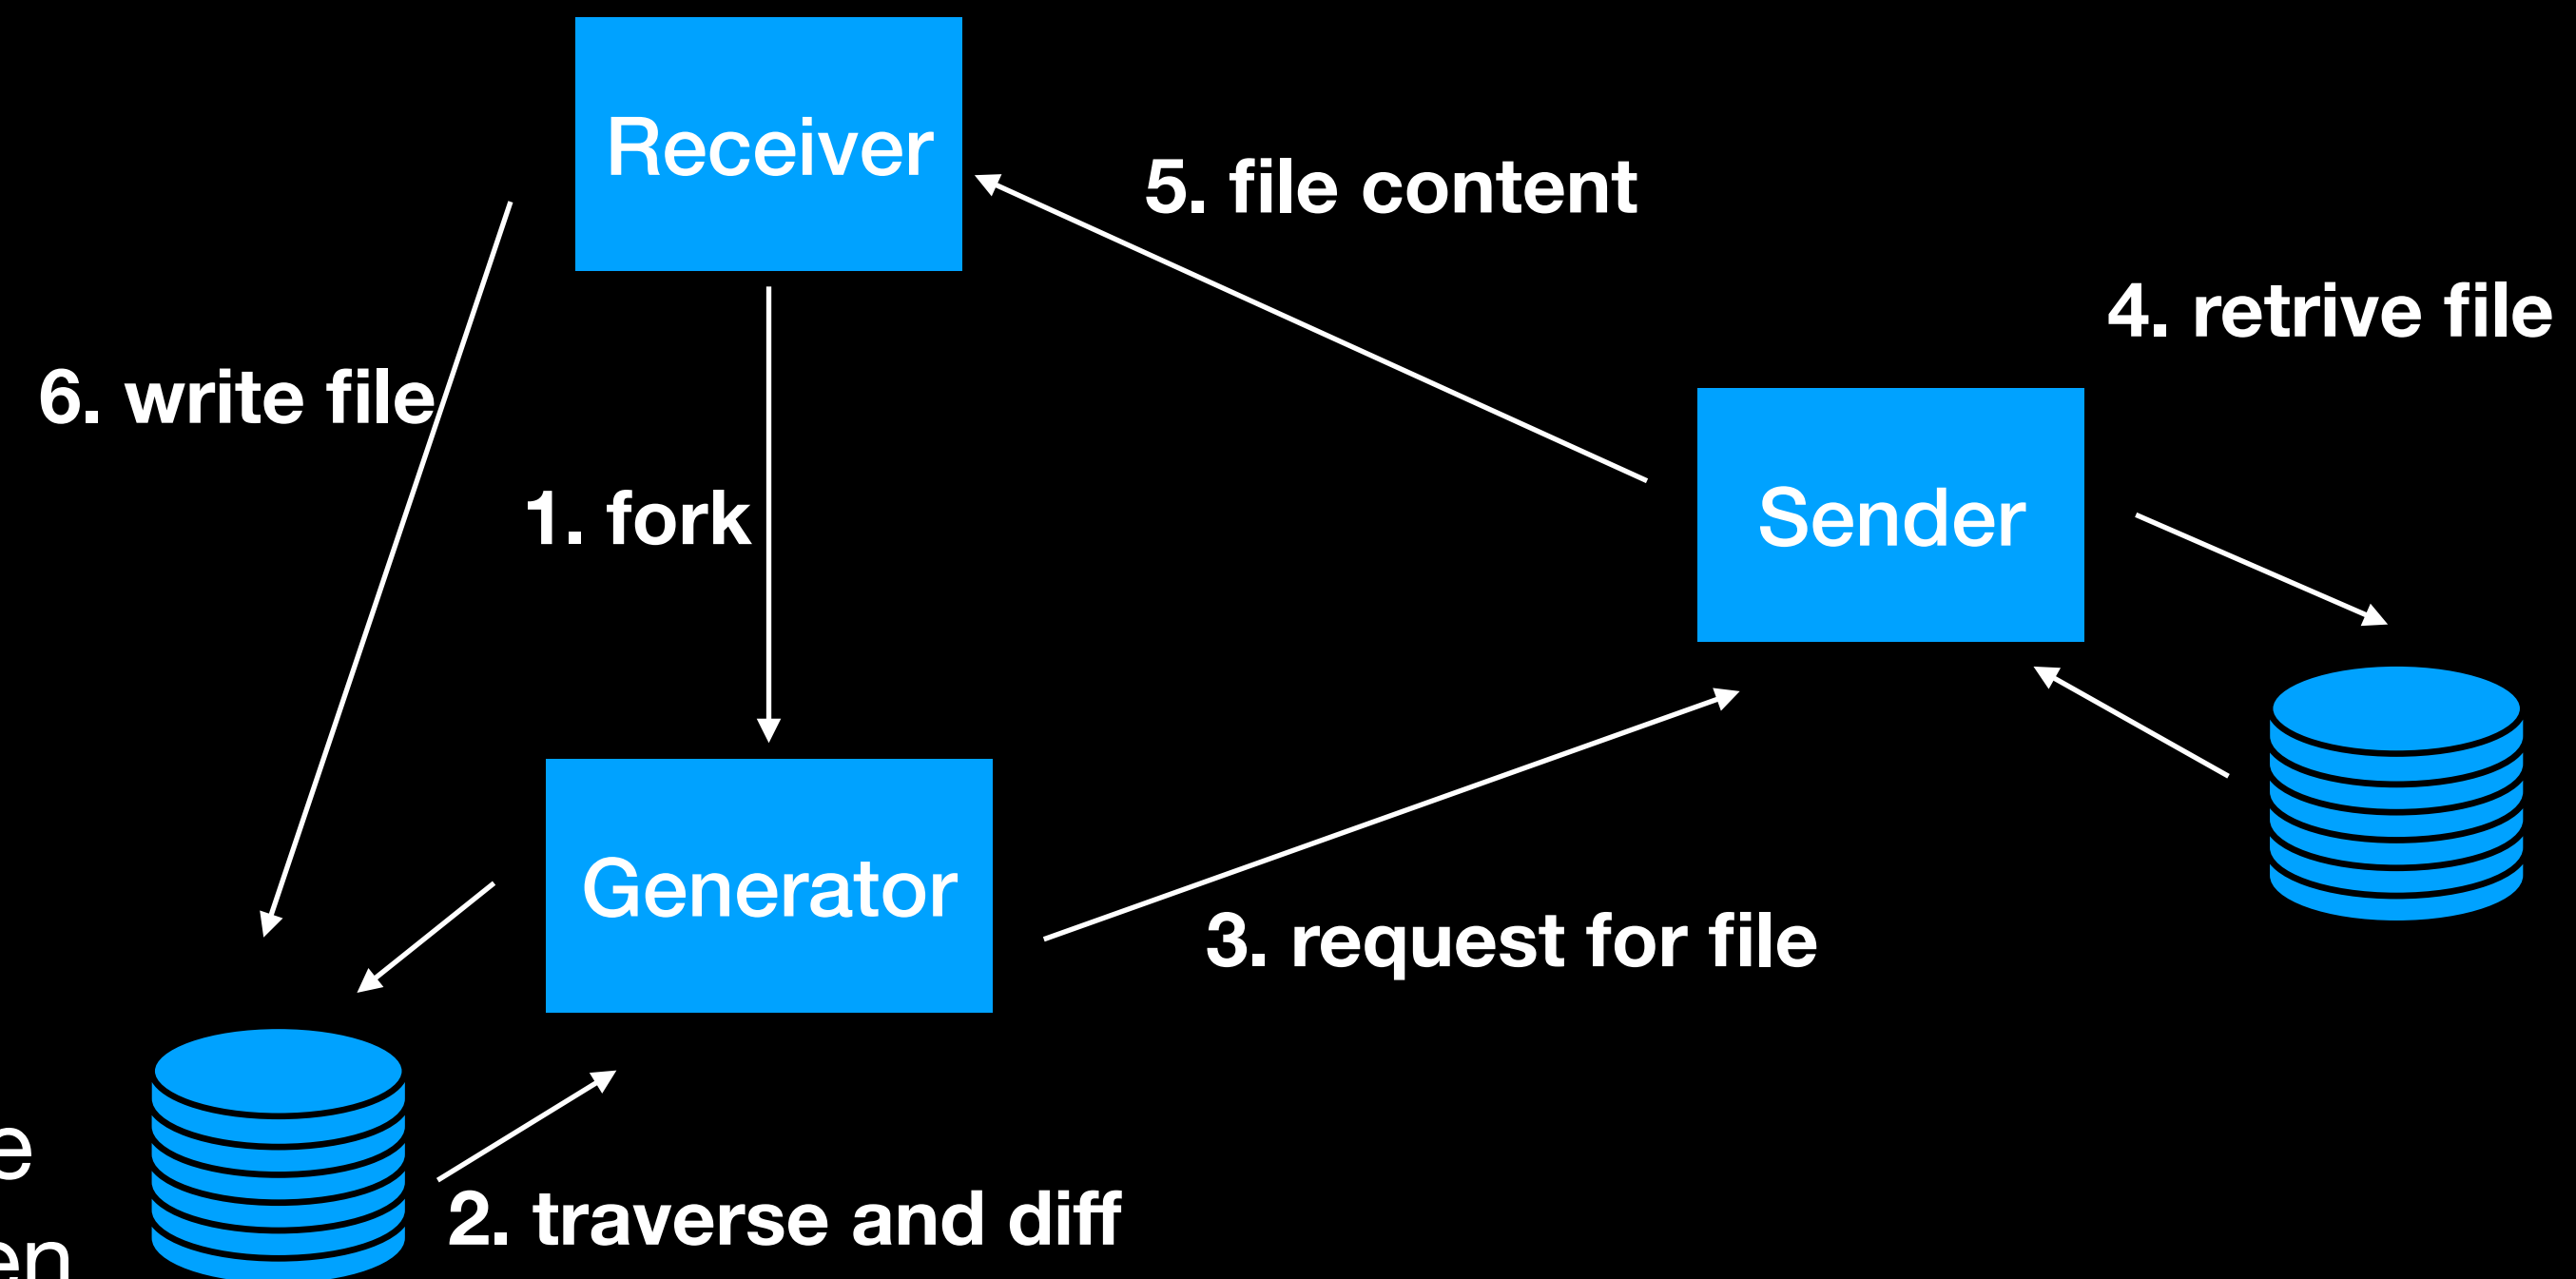 Receiver
5. file content
4. retrive file
6. write file
1. fork
Sender
Generator
3. request for file
2. traverse and diff